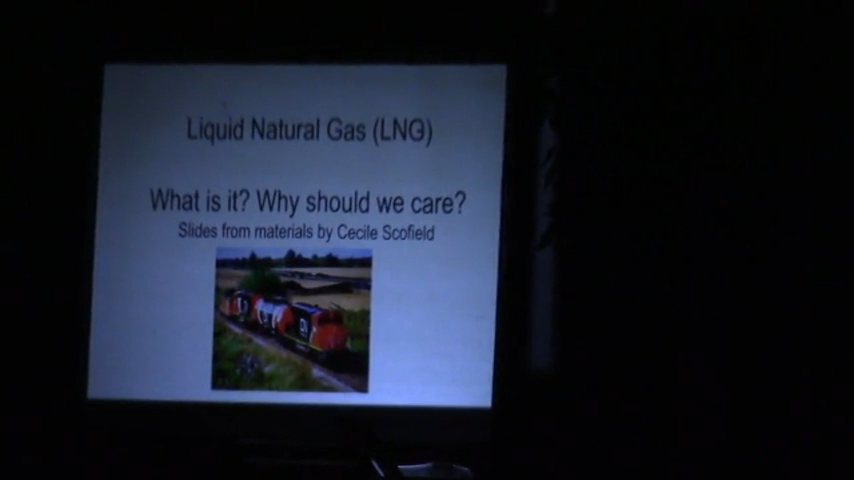 Liquid Natural Gas (LNG)
What is it? Why should we care?
Slides from materials by Cecile Scofield